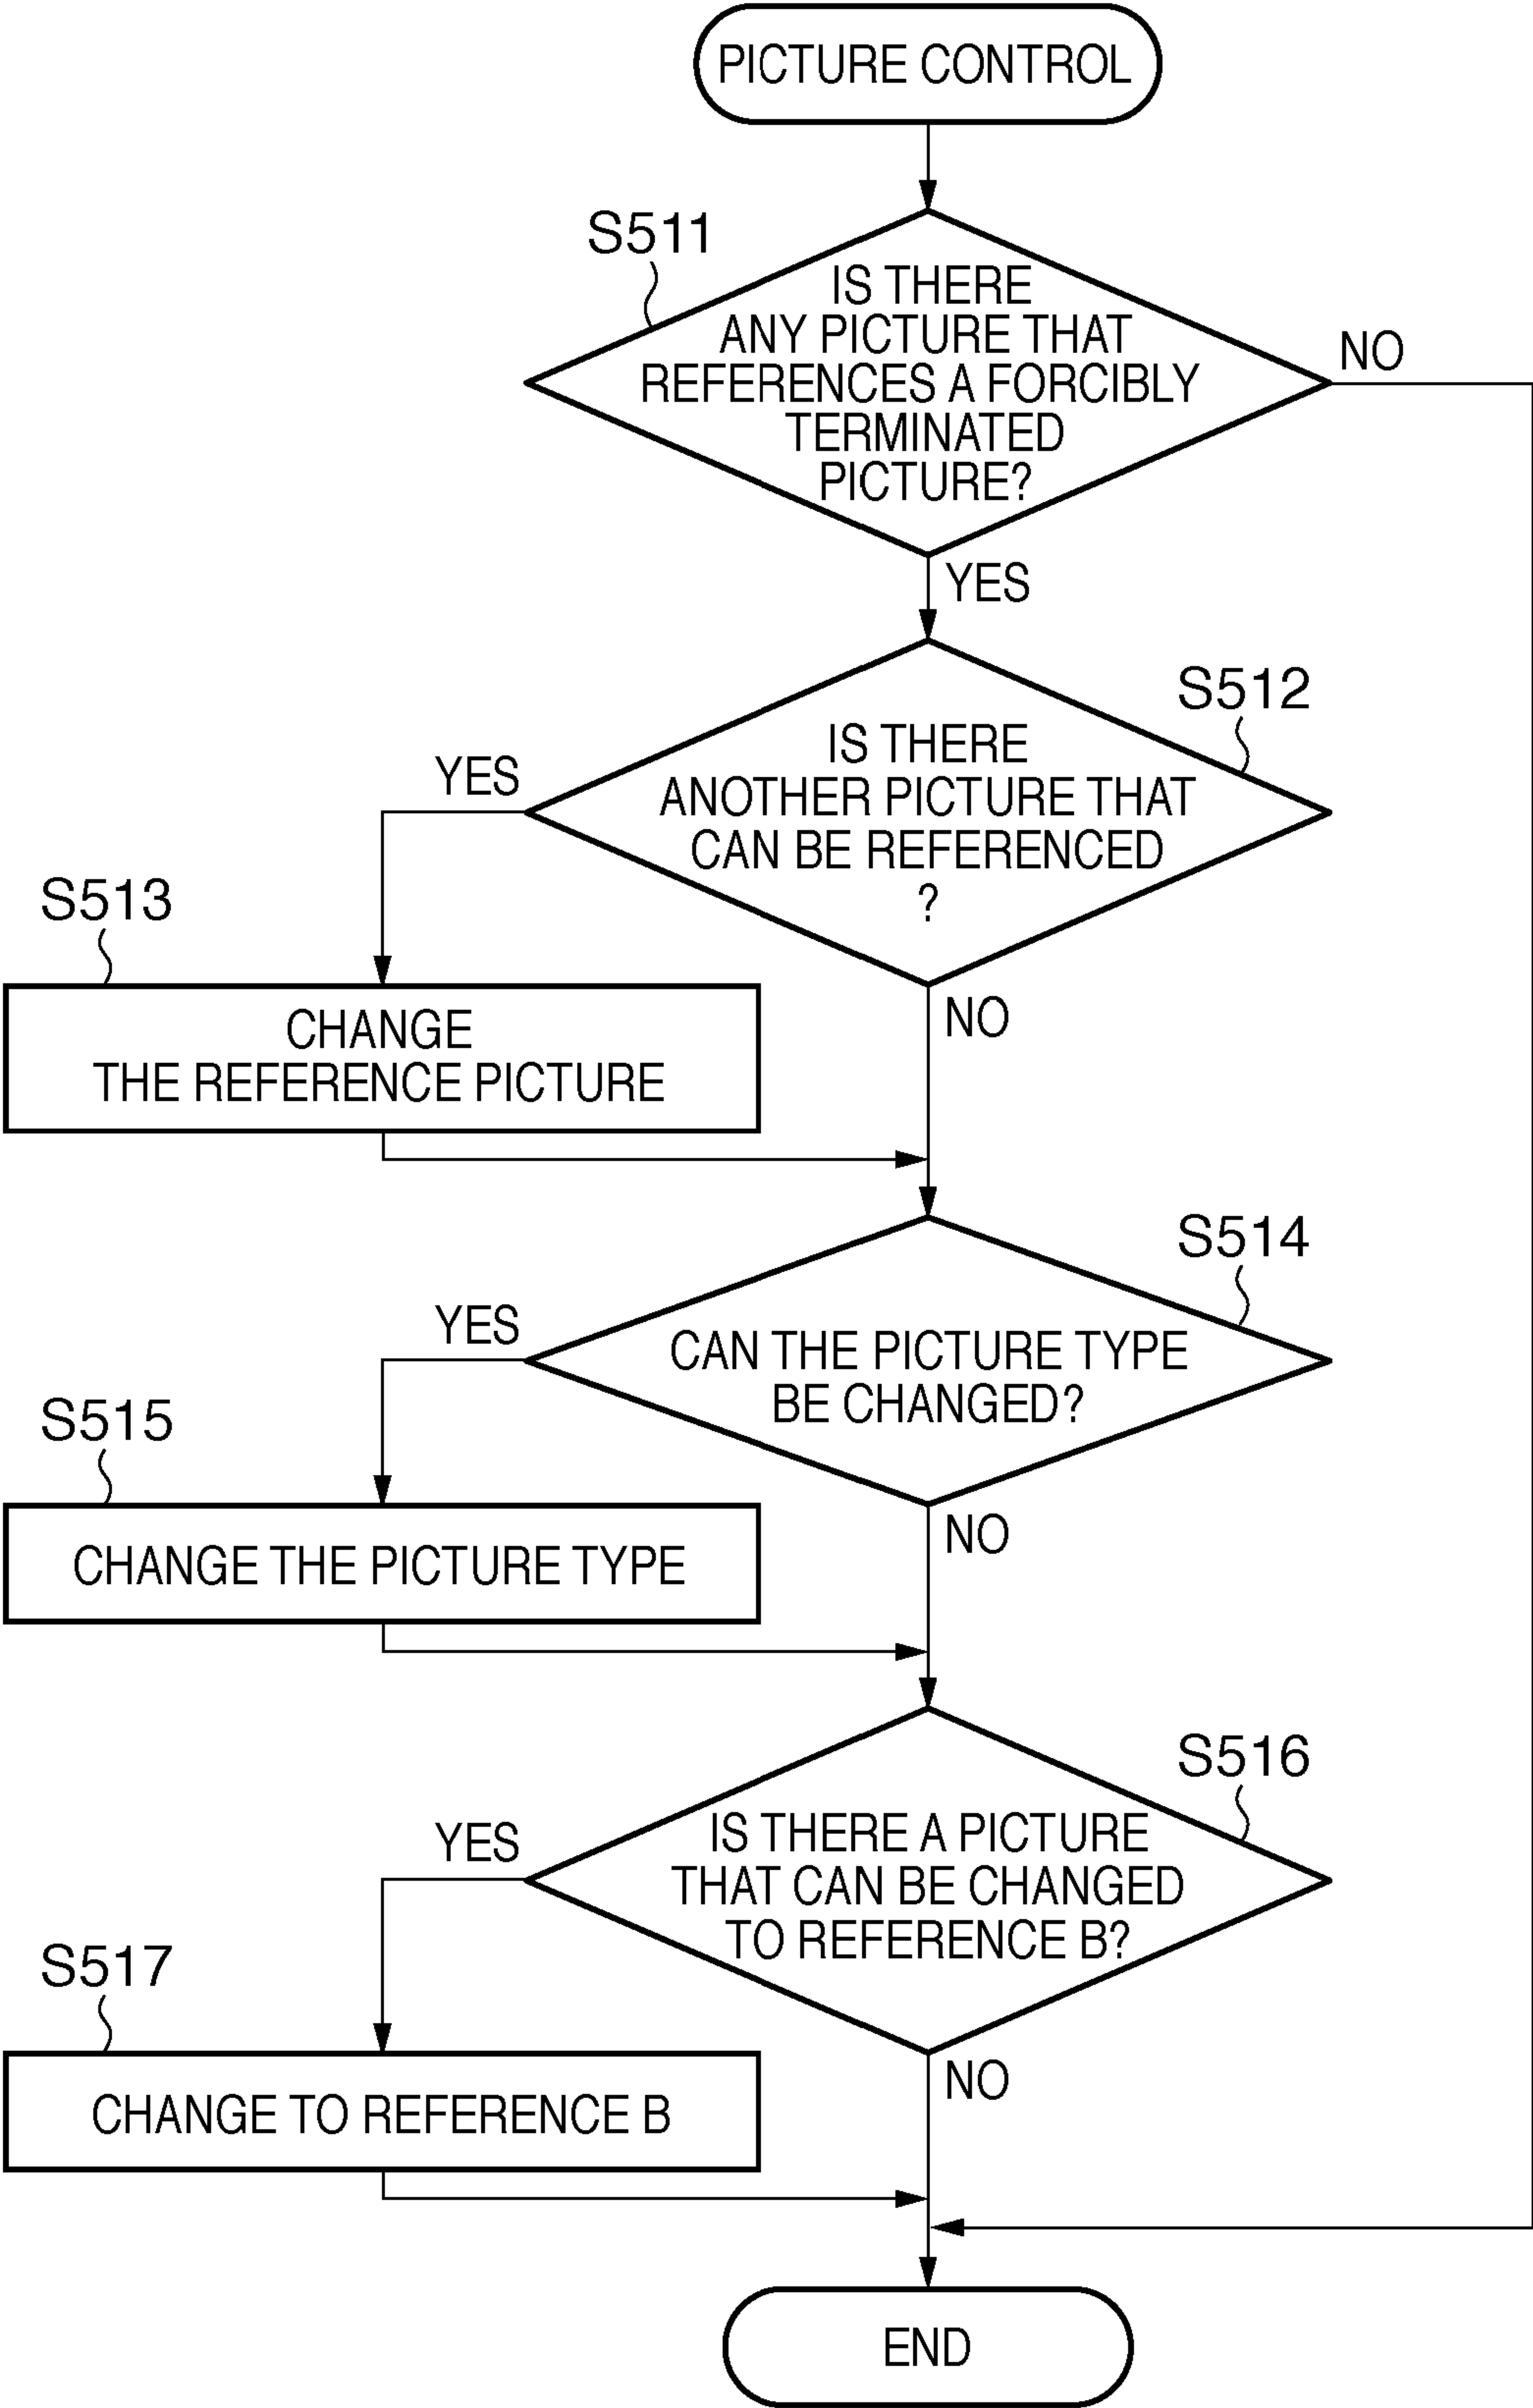 PICTURE CONTROL
S511
IS THERE
ANY PICTURE THAT
REFERENCES A FORCIBLY
TERMINATED
PICTURE?
NO
YES
S512
IS THERE
ANOTHER PICTURE THAT
CAN BE REFERENCED
?
YES
NO
S513
CHANGE
THE REFERENCE PICTURE
S514
CAN THE PICTURE TYPE
BE CHANGED?
YES
NO
S515
CHANGE THE PICTURE TYPE
S516
IS THERE A PICTURE
THAT CAN BE CHANGED
TO REFERENCE B?
YES
NO
S517
CHANGE TO REFERENCE B
END